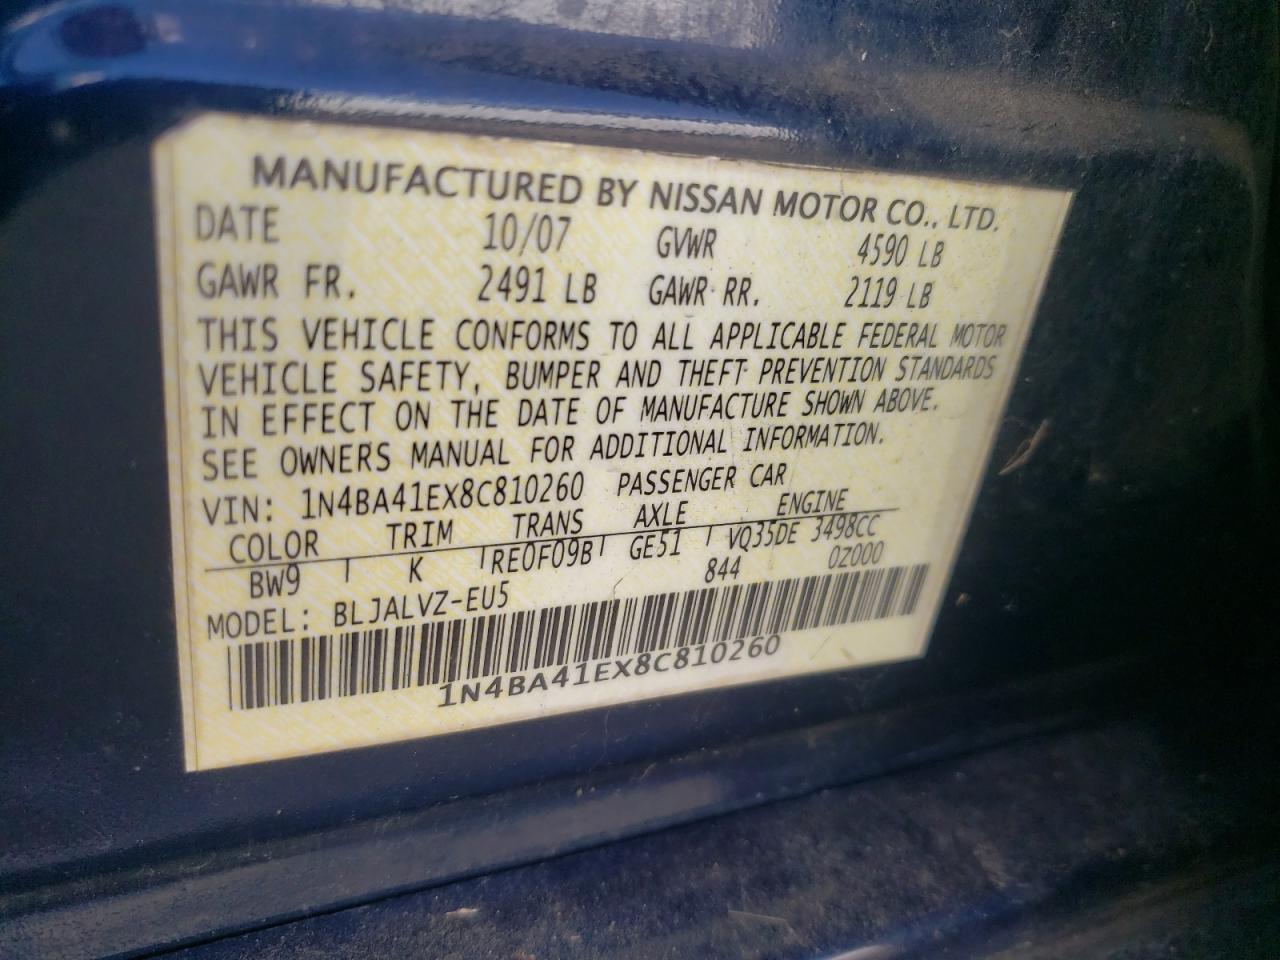 MANUFACTURED BY NISSAN MOTOR CO., LTD.
DATE 10/07 GVWR 4590 LB
GAWR FR. 2491 LB GAWR RR. 2119 LB
THIS VEHICLE CONFORMS TO ALL APPLICABLE FEDERAL MOTOR
VEHICLE SAFETY, BUMPER AND THEFT PREVENTION STANDARDS
IN EFFECT ON THE DATE OF MANUFACTURE SHOWN ABOVE.
SEE OWNERS MANUAL FOR ADDITIONAL INFORMATION.
VIN: 1N4BA41EX8C810260 PASSENGER CAR
COLOR TRIM TRANS AXLE ENGINE
BW9 K RE0F09B GE51 VQ35DE 3498CC
MODEL: BLJALVZ-EU5 844 0Z000
1N4BA41EX8C810260